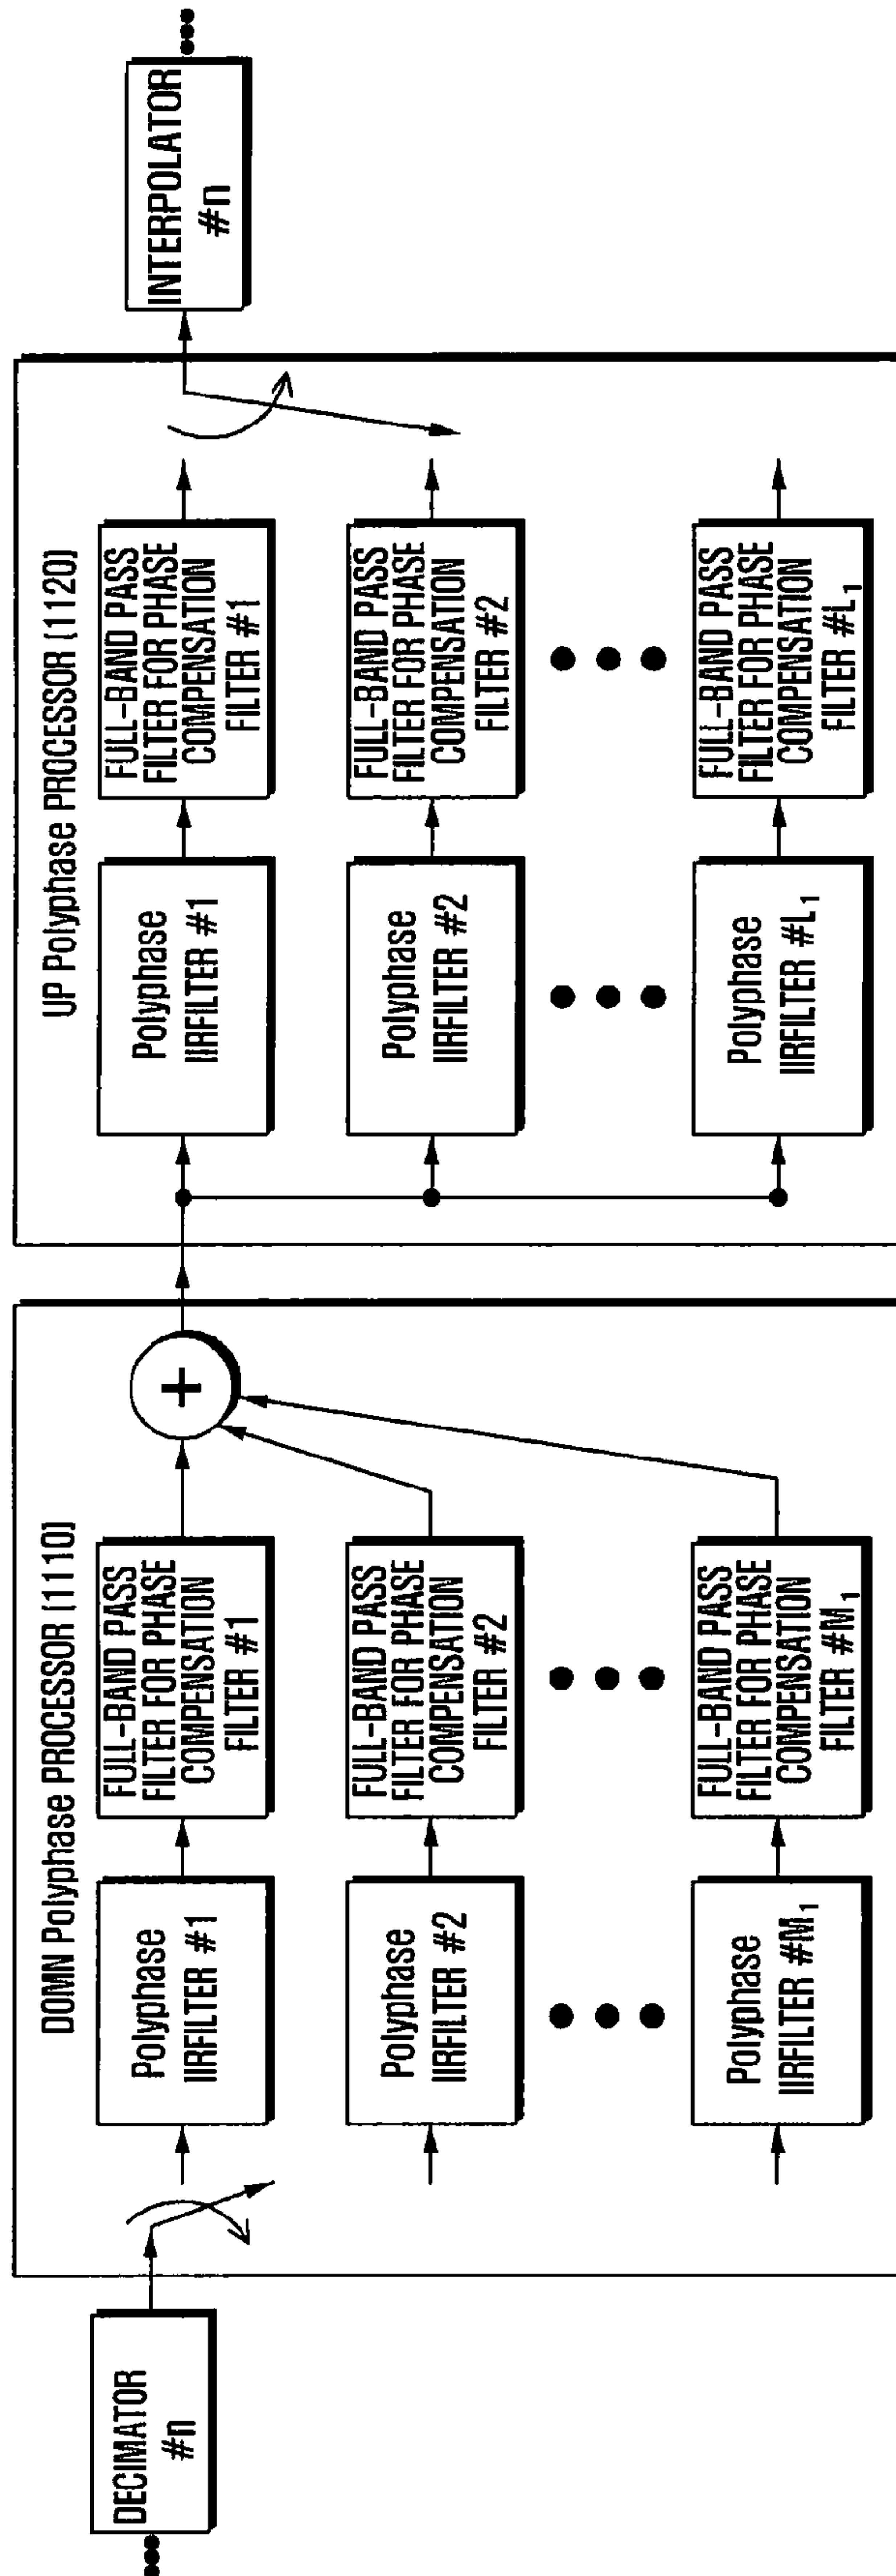 DECIMATOR
#n
DOMN Polyphase PROCESSOR (1110)
Polyphase
IIRFILTER #1
FULL-BAND PASS
FILTER FOR PHASE
COMPENSATION
FILTER #1
Polyphase
IIRFILTER #2
FULL-BAND PASS
FILTER FOR PHASE
COMPENSATION
FILTER #2
Polyphase
IIRFILTER #M₁
FULL-BAND PASS
FILTER FOR PHASE
COMPENSATION
FILTER #M₁
+
UP Polyphase PROCESSOR (1120)
Polyphase
IIRFILTER #1
FULL-BAND PASS
FILTER FOR PHASE
COMPENSATION
FILTER #1
Polyphase
IIRFILTER #2
FULL-BAND PASS
FILTER FOR PHASE
COMPENSATION
FILTER #2
Polyphase
IIRFILTER #L₁
FULL-BAND PASS
FILTER FOR PHASE
COMPENSATION
FILTER #L₁
INTERPOLATOR
#n